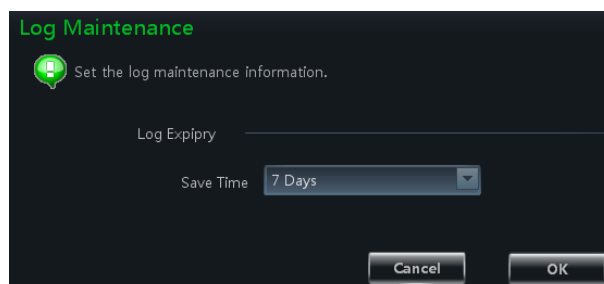 Log Maintenance
Set the log maintenance information.
Log Expipry
Save Time 7 Days
Cancel OK